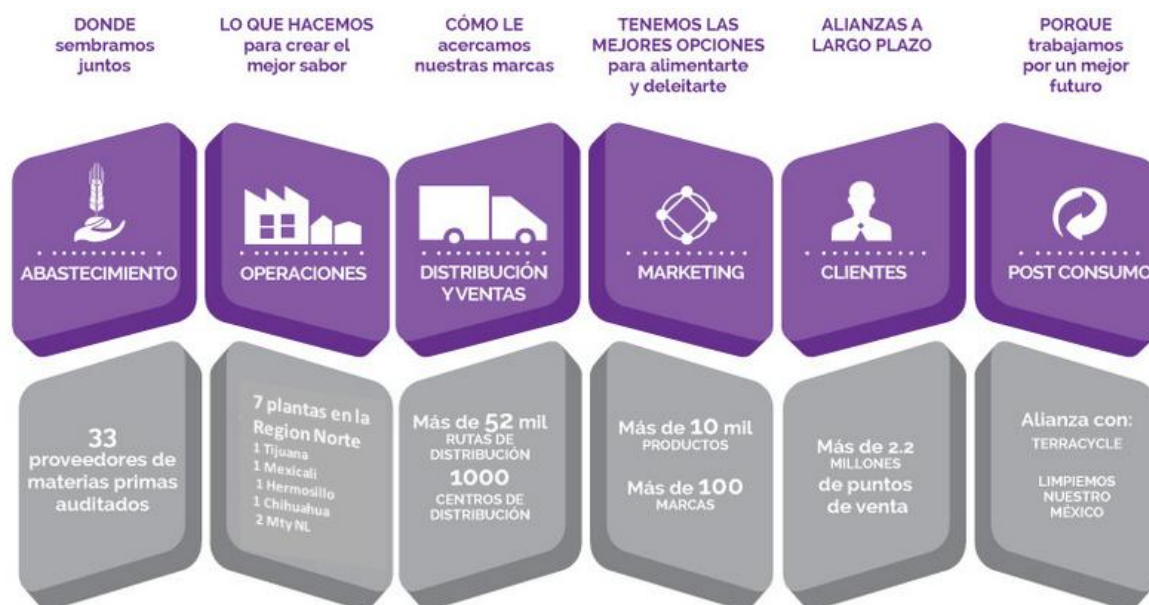 DONDE
sembramos
juntos
LO QUE HACEMOS
para crear el
mejor sabor
CÓMO LE
acercamos
nuestras marcas
TENEMOS LAS
MEJORES OPCIONES
para alimentarte
y deleitarte
ALIANZAS A
LARGO PLAZO
PORQUE
trabajamos
por un mejor
futuro
ABASTECIMIENTO
OPERACIONES
DISTRIBUCIÓN
Y VENTAS
MARKETING
CLIENTES
POST CONSUMO
33
proveedores de
materias primas
auditados
7 plantas en la
Region Norte
1 Tijuana
1 Mexicali
1 Hermosillo
1 Chihuahua
2 Mty NL
Más de 52 mil
RUTAS DE
DISTRIBUCIÓN
1000
CENTROS DE
DISTRIBUCIÓN
Más de 10 mil
PRODUCTOS
Más de 100
MARCAS
Más de 2.2
MILLONES
de puntos
de venta
Alianza con:
TERRACYCLE
LIMPIEMOS
NUESTRO
MÉXICO